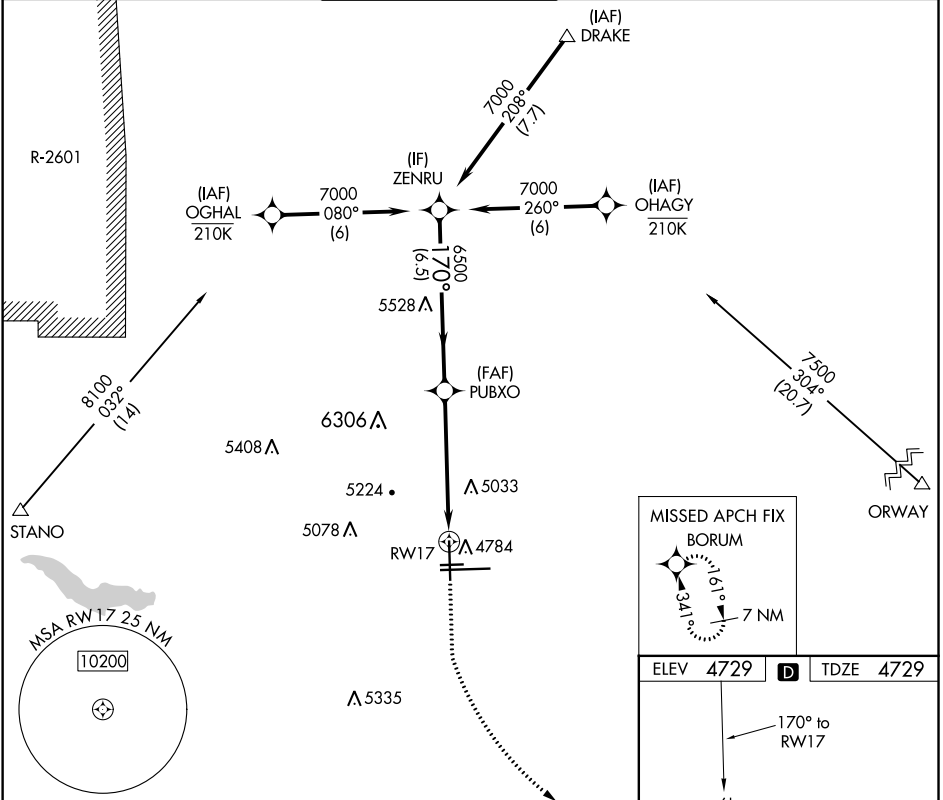 (IAF)
DRAKE
7000
208°
(7.7)
R-2601
(IF)
ZENRU
(IAF)
OGHAL
210K
7000
080°
(6)
7000
260°
(6)
(IAF)
OHAGY
210K
6500
170°
(6.5)
5528
8100
032°
(14)
7500
304°
(20.7)
(FAF)
PUBXO
6306
5408
5224
5033
5078
STANO
ORWAY
RW17
4784
MISSED APCH FIX
BORUM
161°
341°
7 NM
MSA RW17 25 NM
10200
5335
ELEV 4729 D TDZE 4729
170° to
RW17